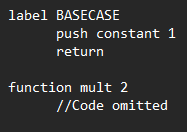 label BASECASE
push constant 1
return
function mult 2
//Code omitted